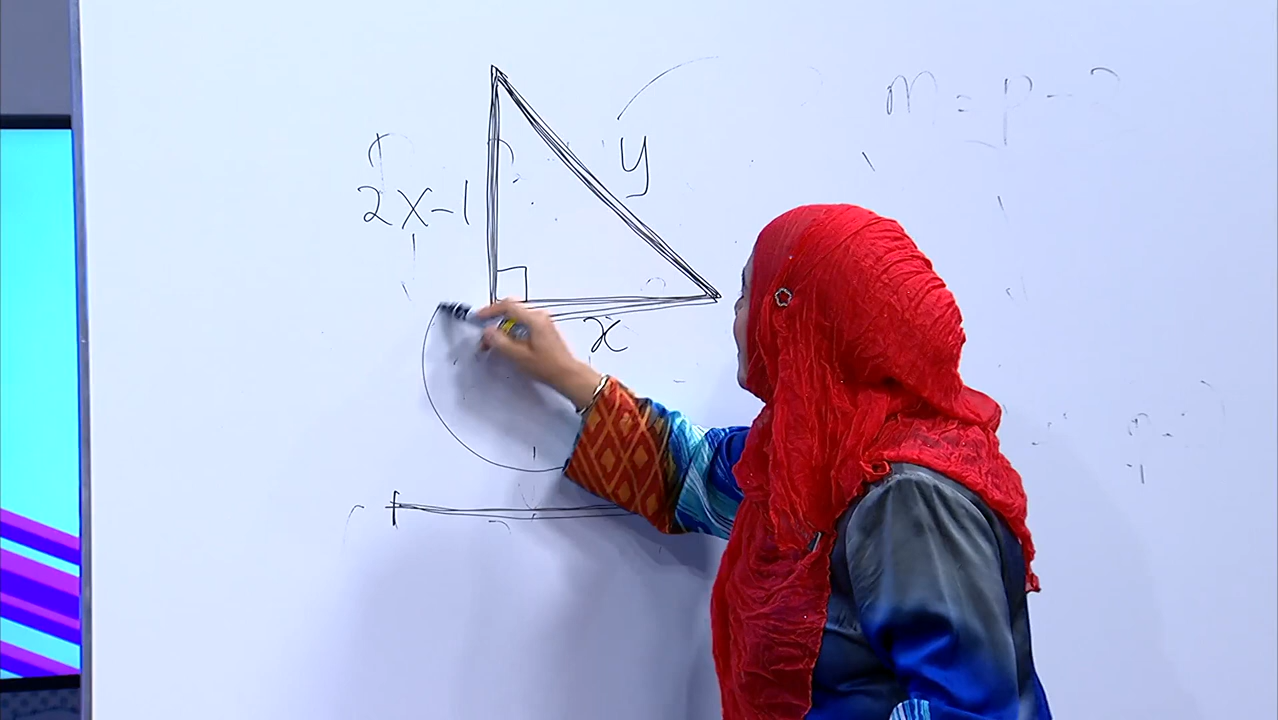 m = p -
y
2x-1
x